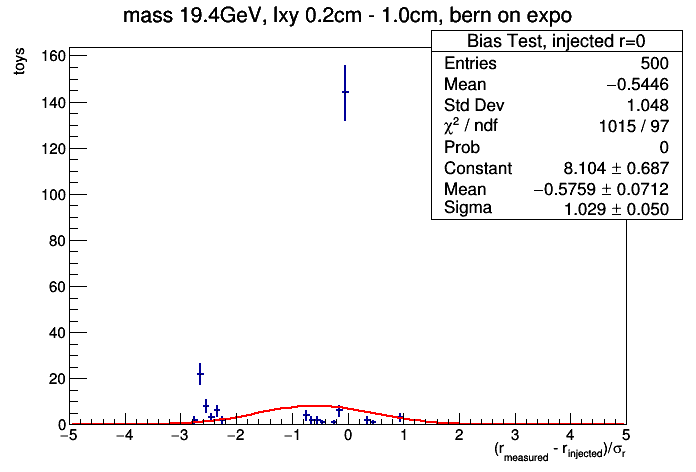 mass 19.4GeV, lxy 0.2cm - 1.0cm, bern on expo
Bias Test, injected r=0
Entries 500
Mean −0.5446
Std Dev 1.048
χ² / ndf 1015 / 97
Prob 0
Constant 8.104 ± 0.687
Mean −0.5759 ± 0.0712
Sigma 1.029 ± 0.050
toys
160
140
120
100
80
60
40
20
0
−5 −4 −3 −2 −1 0 1 2 3 4 5
(r_measured - r_injected)/σ_r